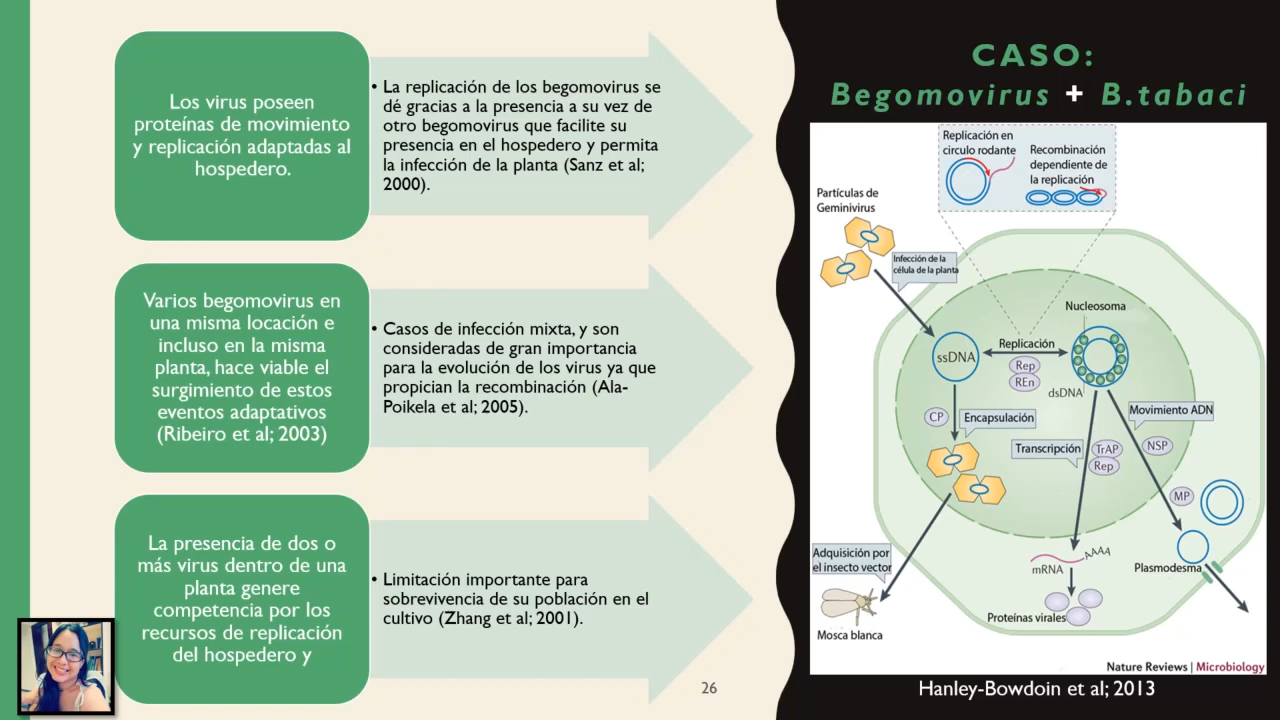 Los virus poseen
proteínas de movimiento
y replicación adaptadas al
hospedero.
• La replicación de los begomovirus se
dé gracias a la presencia a su vez de
otro begomovirus que facilite su
presencia en el hospedero y permita
la infección de la planta (Sanz et al;
2000).
Varios begomovirus en
una misma locación e
incluso en la misma
planta, hace viable el
surgimiento de estos
eventos adaptativos
(Ribeiro et al; 2003)
• Casos de infección mixta, y son
consideradas de gran importancia
para la evolución de los virus ya que
propician la recombinación (Ala-
Poikela et al; 2005).
La presencia de dos o
más virus dentro de una
planta genere
competencia por los
recursos de replicación
del hospedero y
• Limitación importante para
sobrevivencia de su población en el
cultivo (Zhang et al; 2001).
26
CASO:
Begomovirus + B.tabaci
Replicación en
circulo rodante
Recombinación
dependiente de
la replicación
Partículas de
Geminivirus
Infección de la
célula de la planta
Nucleosoma
ssDNA
Replicación
Rep
REn
dsDNA
CP
Encapsulación
Movimiento ADN
Transcripción
TrAP
Rep
NSP
MP
Adquisición por
el insecto vector
mRNA
AAAA
Plasmodesma
Proteínas virales
Mosca blanca
Nature Reviews | Microbiology
Hanley-Bowdoin et al; 2013